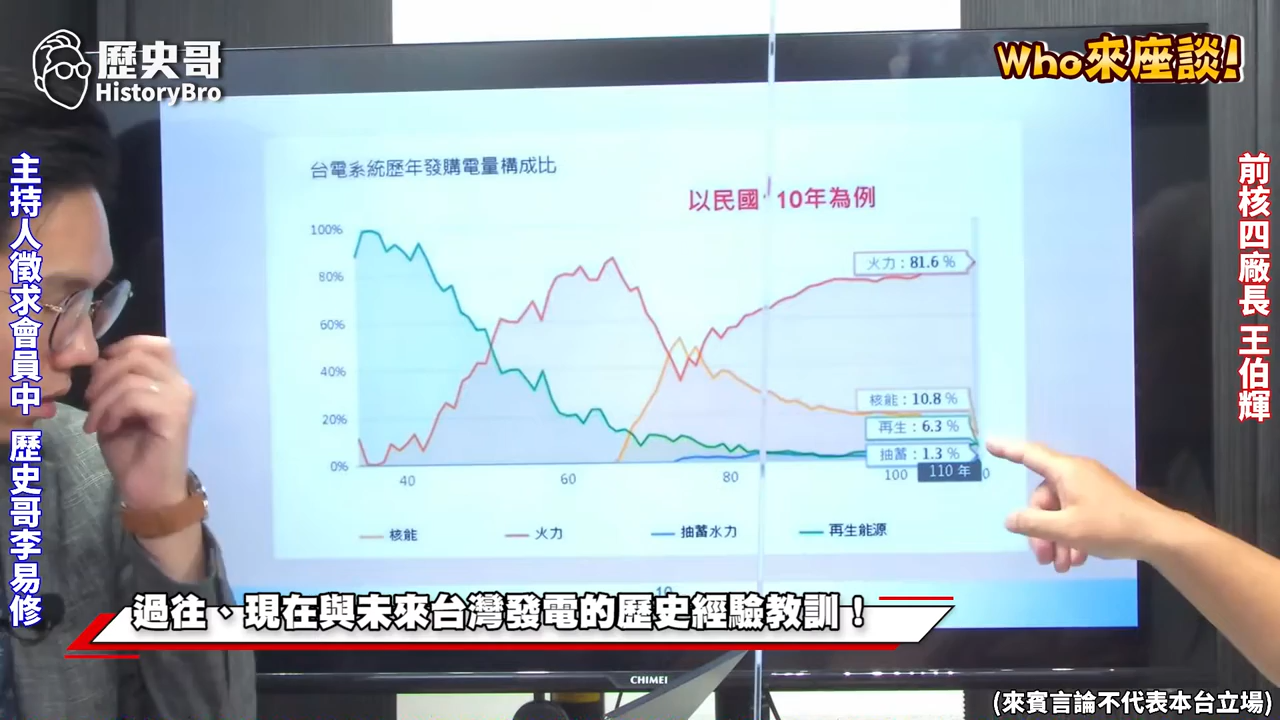 歷史哥
HistoryBro
Who來座談!
主持人徵求會員中 歷史哥李易修
前核四廠長 王伯輝
台電系統歷年發購電量構成比
以民國 10年為例
100%
80%
60%
40%
20%
0%
火力：81.6 %
核能：10.8 %
再生：6.3 %
抽蓄：1.3 %
40
60
80
100
110 年
0
核能
火力
抽蓄水力
再生能源
過往、現在與未來台灣發電的歷史經驗教訓！
CHIMEI
(來賓言論不代表本台立場)